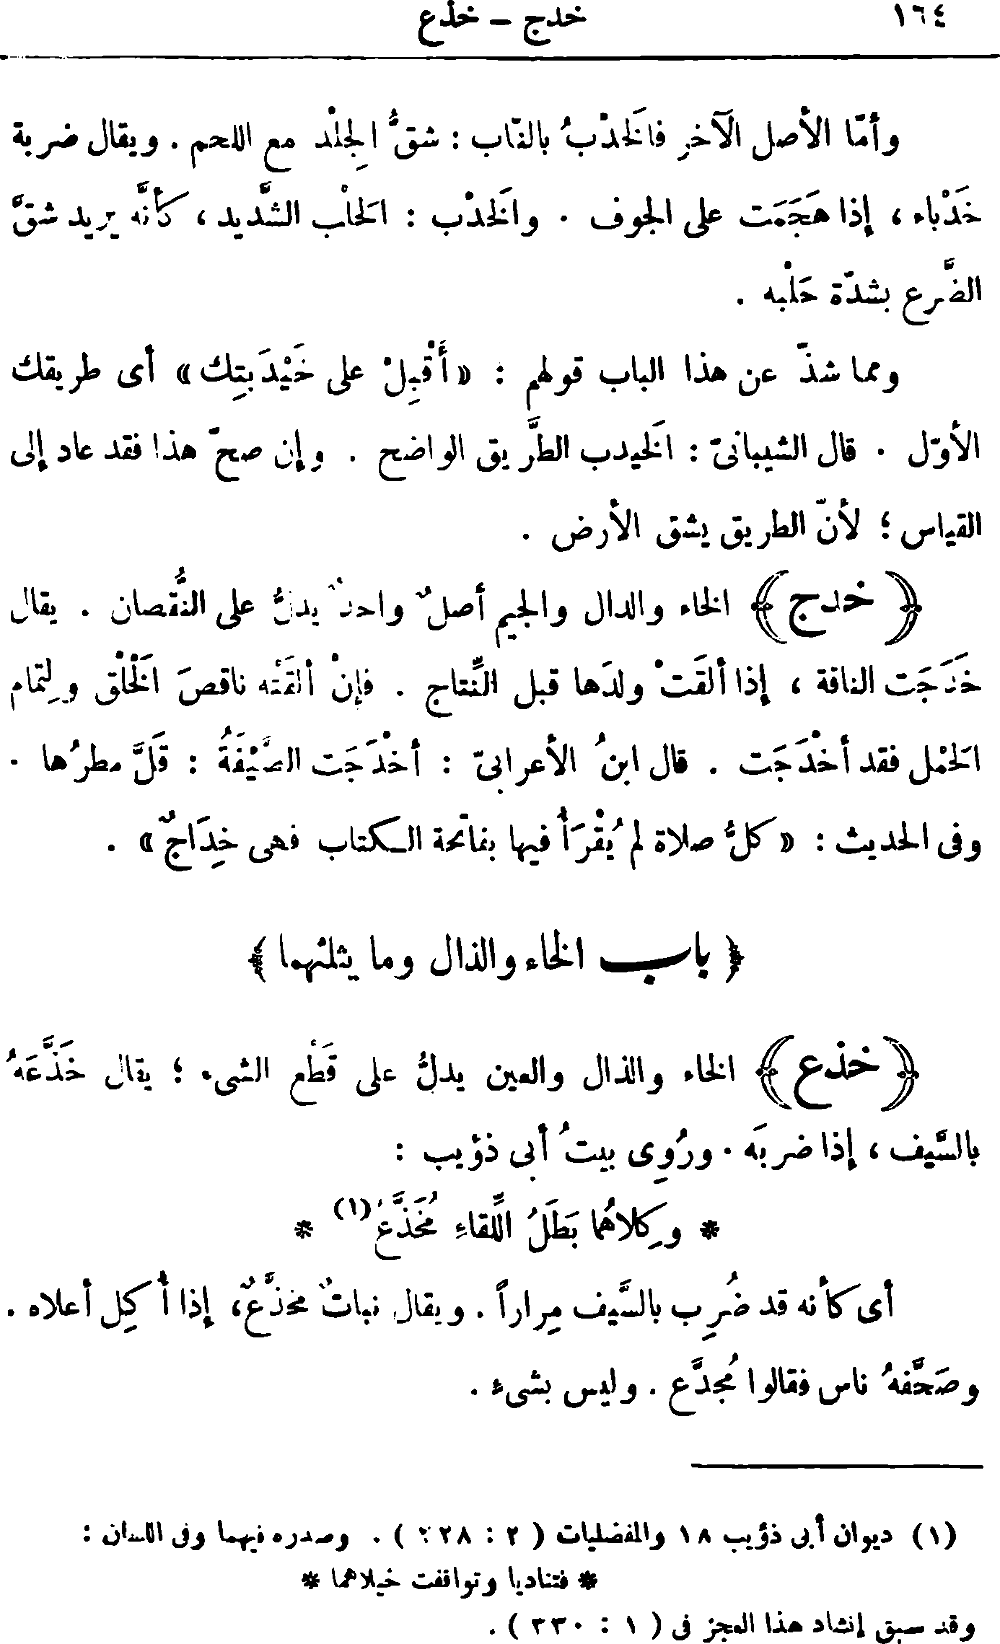 ١٦٤
خدج – خذع
وأمّا الأصل الآخر فالخَدْبُ بالنّاب : شقُّ الجِلْد مع اللحم . ويقال ضربة
خَدْباء ، إذا هَجَمَت على الجوف . والخَدْب : الحَلْب الشَّديد ، كأنَّه يريد شقَّ
الضَّرع بشدّة حَلْبه .
ومما شذّ عن هذا الباب قولهم : « أَقْبِلْ على خَيْدَبتِك » أى طريقك
الأوّل . قال الشيبانىّ : الخَيدب الطَّريق الواضح . وإن صحّ هذا فقد عاد إلى
القياس ؛ لأنّ الطريق يشق الأرض .
﴿ خدج ﴾ الخاء والدال والجيم أصلٌ واحدٌ يدلُّ على النُّقصان . يقال
خَدَجَت الناقة ، إذا ألقَتْ ولدَها قبل النِّتاج . فإنْ ألقَتْه ناقصَ الخَلْق ولِتمام
الحَمْل فقد أخْدَجَت . قال ابنُ الأعرابىّ : أخْدَجَت الصَّيْفَةُ : قَلَّ مطرُها .
وفى الحديث : « كلُّ صلاة لم يُقْرَأْ فيها بفاتحة الكتاب فهى خِدَاجٌ » .
﴿ باب الخاء والذال وما يثلثهما ﴾
﴿ خذع ﴾ الخاء والذال والعين يدلُّ على قَطْع الشىء ؛ يقال خَذَّعَهُ
بالسَّيف ، إذا ضربَه . ورُوِى بيتُ أبى ذؤيب :
* وكِلاهُما بَطَلُ اللِّقاءِ مُخَذَّعُ(١) *
أى كأنه قد ضُرِب بالسَّيف مِراراً . ويقال نباتٌ مخذَّعٌ، إذا أُكِل أعلاه .
وصَحَّفهُ ناس فقالوا مُجدَّع . وليس بشىء .
(١) ديوان أبى ذؤيب ١٨ والمفضليات ( ٢ : ٢٢٨ ) . وصدره فيهما وفى اللسان :
* فتناديا وتواقفت خيلاهما *
وقد سبق إنشاد هذا العجز فى ( ١ : ٣٣٠ ) .